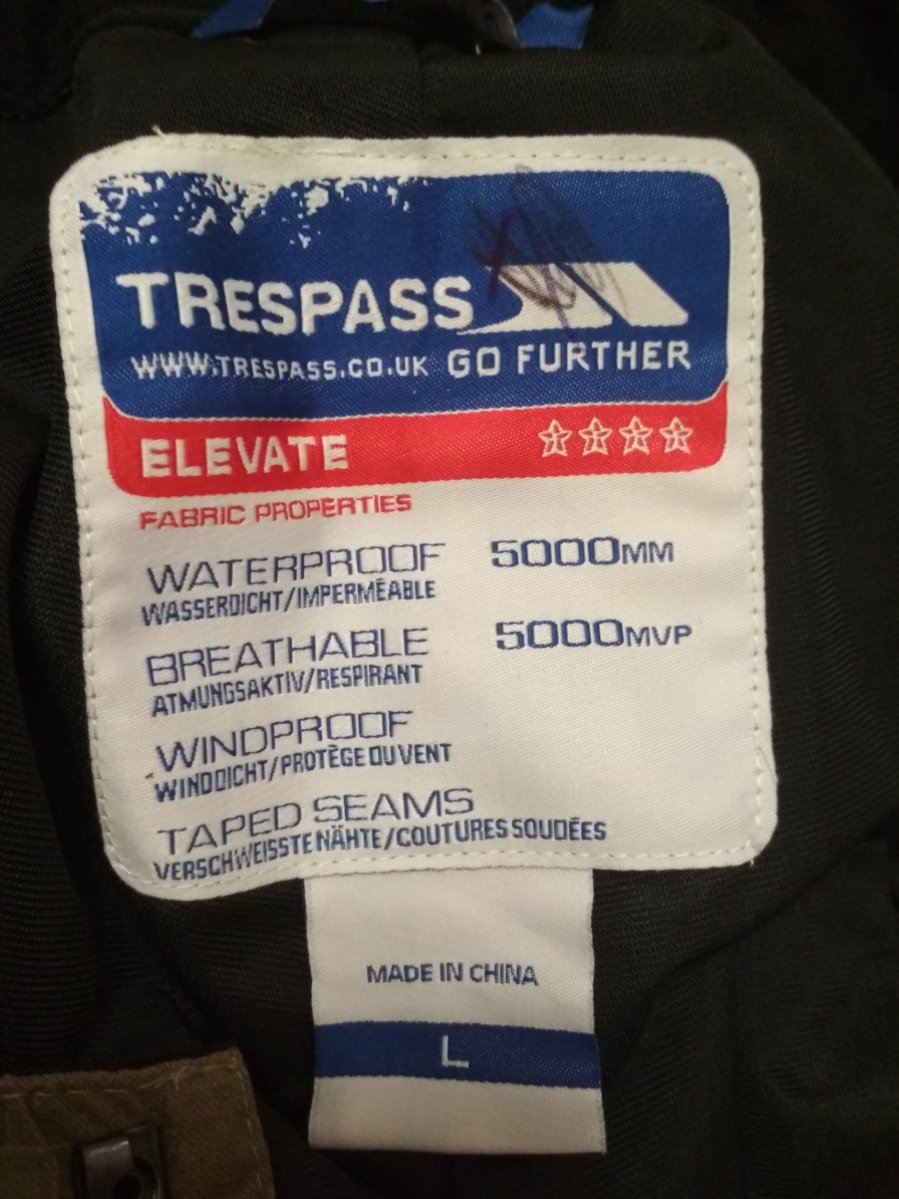 TRESPASS
WWW.TRESPASS.CO.UK GO FURTHER
ELEVATE
FABRIC PROPERTIES
WATERPROOF 5000MM
WASSERDICHT/IMPERMÉABLE
BREATHABLE 5000MVP
ATMUNGSAKTIV/RESPIRANT
WINDPROOF
WINDDICHT/PROTÈGE DU VENT
TAPED SEAMS
VERSCHWEISSTE NÄHTE/COUTURES SOUDÉES
MADE IN CHINA
L